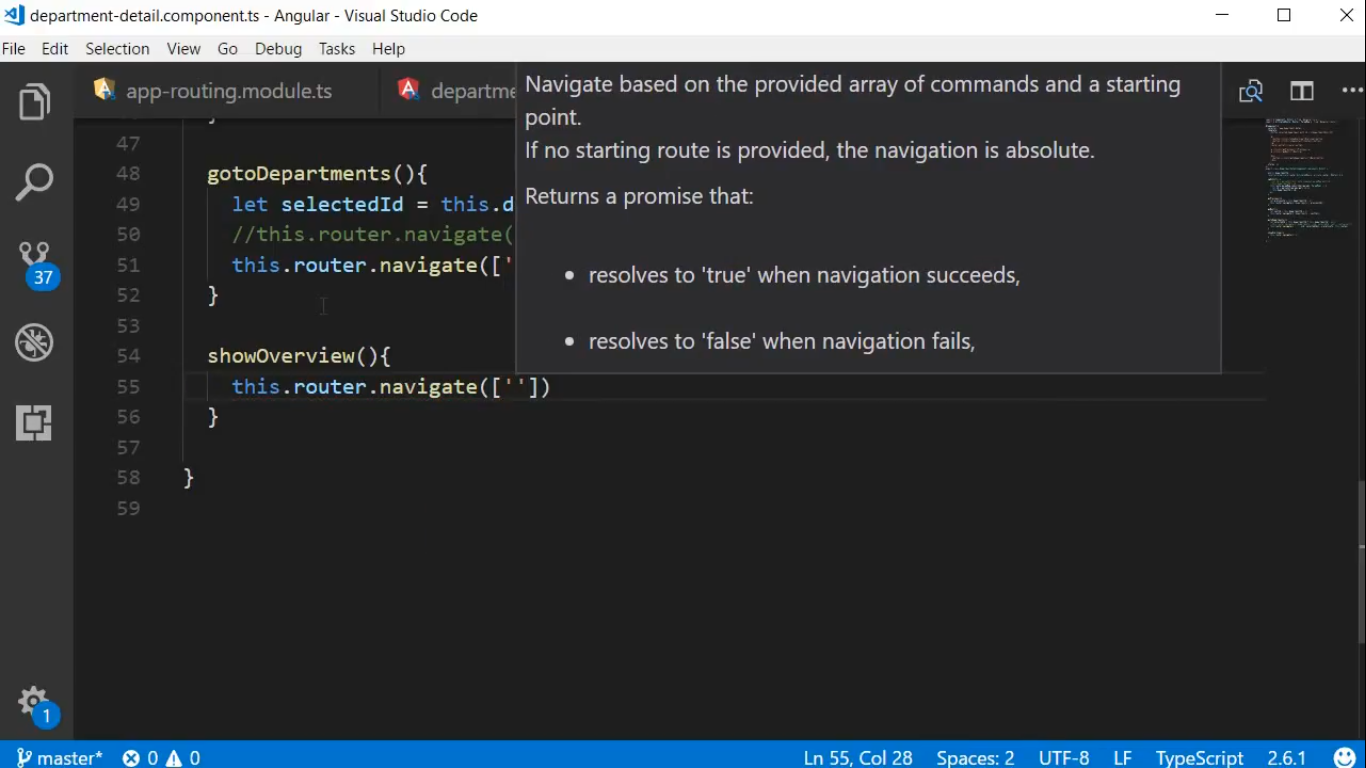 department-detail.component.ts - Angular - Visual Studio Code
File Edit Selection View Go Debug Tasks Help
app-routing.module.ts departme
Navigate based on the provided array of commands and a starting
point.
If no starting route is provided, the navigation is absolute.
Returns a promise that:
• resolves to 'true' when navigation succeeds,
• resolves to 'false' when navigation fails,
47
48 gotoDepartments(){
49 let selectedId = this.d
50 //this.router.navigate(
51 this.router.navigate(['
52 }
53
54 showOverview(){
55 this.router.navigate([''])
56 }
57
58 }
59
37
1
master* 0 0 Ln 55, Col 28 Spaces: 2 UTF-8 LF TypeScript 2.6.1